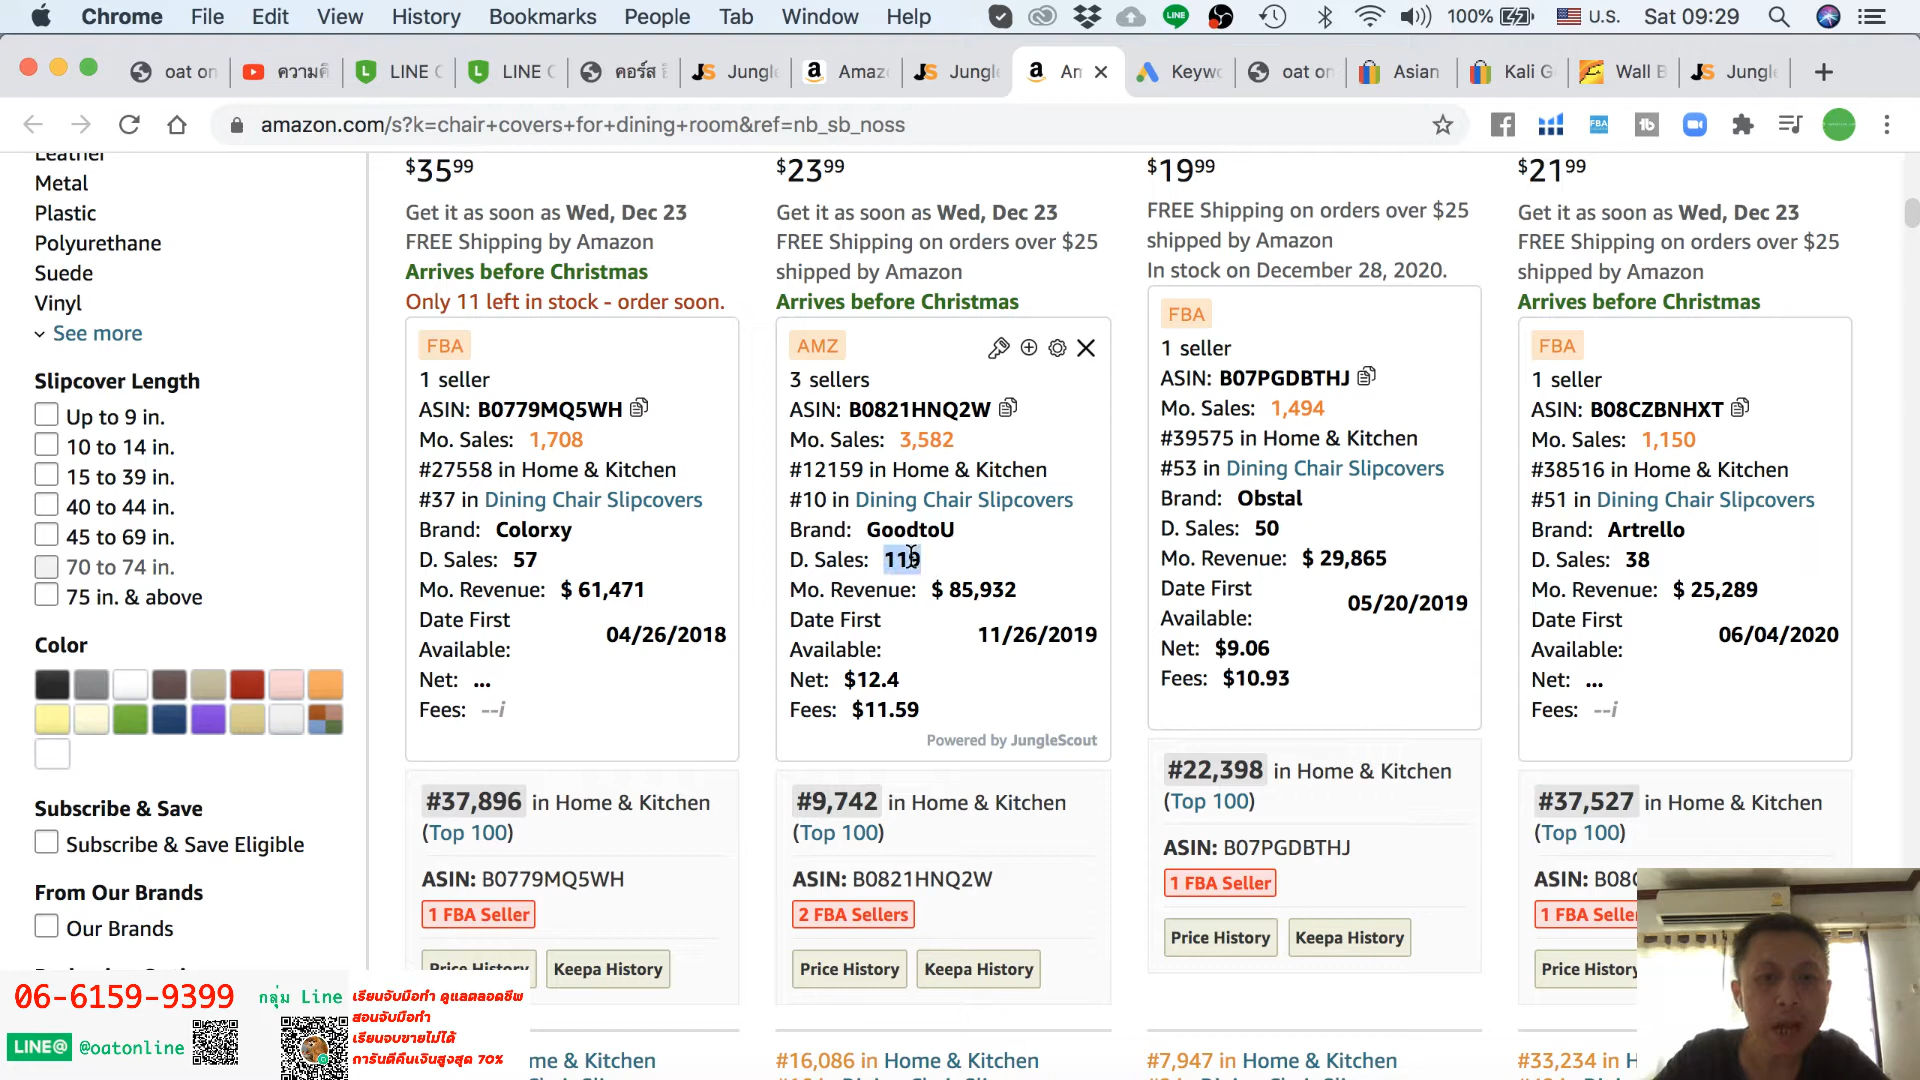 Chrome File Edit View History Bookmarks People Tab Window Help 100% U.S. Sat 09:29
oat on ความคื LINE C LINE C คอร์ส Jungle Amaz Jungle An Keywo oat on Asian Kali G Wall B Jungle
amazon.com/s?k=chair+covers+for+dining+room&ref=nb_sb_noss
Leather
Metal
Plastic
Polyurethane
Suede
Vinyl
See more
Slipcover Length
Up to 9 in.
10 to 14 in.
15 to 39 in.
40 to 44 in.
45 to 69 in.
70 to 74 in.
75 in. & above
Color
Subscribe & Save
Subscribe & Save Eligible
From Our Brands
Our Brands
$35.99
Get it as soon as Wed, Dec 23
FREE Shipping by Amazon
Arrives before Christmas
Only 11 left in stock - order soon.
FBA
1 seller
ASIN: B0779MQ5WH
Mo. Sales: 1,708
#27558 in Home & Kitchen
#37 in Dining Chair Slipcovers
Brand: Colorxy
D. Sales: 57
Mo. Revenue: $ 61,471
Date First
Available: 04/26/2018
Net: ...
Fees: --i
#37,896 in Home & Kitchen
(Top 100)
ASIN: B0779MQ5WH
1 FBA Seller
Price History Keepa History
me & Kitchen
$23.99
Get it as soon as Wed, Dec 23
FREE Shipping on orders over $25
shipped by Amazon
Arrives before Christmas
AMZ
3 sellers
ASIN: B0821HNQ2W
Mo. Sales: 3,582
#12159 in Home & Kitchen
#10 in Dining Chair Slipcovers
Brand: GoodtoU
D. Sales: 119
Mo. Revenue: $ 85,932
Date First
Available: 11/26/2019
Net: $12.4
Fees: $11.59
Powered by JungleScout
#9,742 in Home & Kitchen
(Top 100)
ASIN: B0821HNQ2W
2 FBA Sellers
Price History Keepa History
#16,086 in Home & Kitchen
$19.99
FREE Shipping on orders over $25
shipped by Amazon
In stock on December 28, 2020.
FBA
1 seller
ASIN: B07PGDBTHJ
Mo. Sales: 1,494
#39575 in Home & Kitchen
#53 in Dining Chair Slipcovers
Brand: Obstal
D. Sales: 50
Mo. Revenue: $ 29,865
Date First
Available: 05/20/2019
Net: $9.06
Fees: $10.93
#22,398 in Home & Kitchen
(Top 100)
ASIN: B07PGDBTHJ
1 FBA Seller
Price History Keepa History
#7,947 in Home & Kitchen
$21.99
Get it as soon as Wed, Dec 23
FREE Shipping on orders over $25
shipped by Amazon
Arrives before Christmas
FBA
1 seller
ASIN: B08CZBNHXT
Mo. Sales: 1,150
#38516 in Home & Kitchen
#51 in Dining Chair Slipcovers
Brand: Artrello
D. Sales: 38
Mo. Revenue: $ 25,289
Date First
Available: 06/04/2020
Net: ...
Fees: --i
#37,527 in Home & Kitchen
(Top 100)
ASIN: B08
1 FBA Selle
Price History
#33,234 in H
06-6159-9399
กลุ่ม Line
LINE@ @oatonline
เรียนจับมือทำ ดูแลตลอดชีพ
สอนจับมือทำ
เรียนจบขายไม่ได้
การันตีคืนเงินสูงสุด 70%